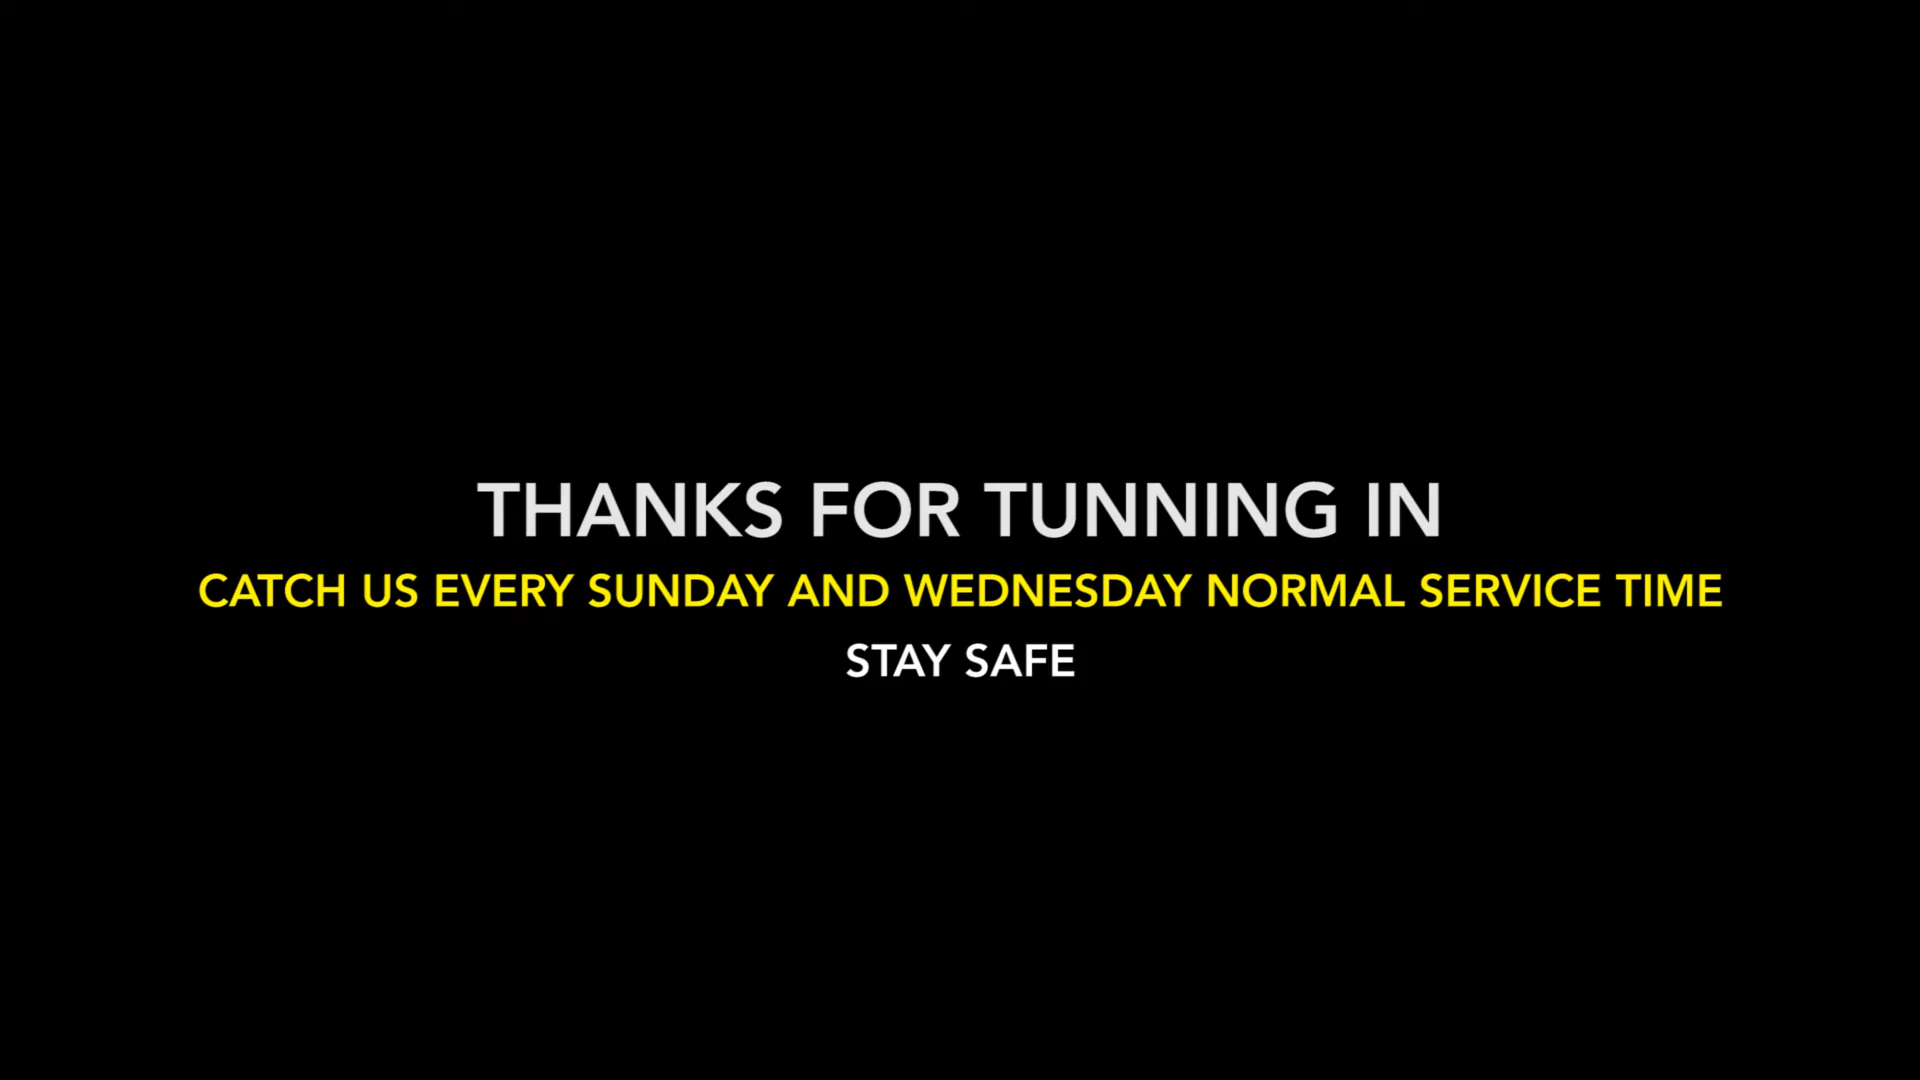 THANKS FOR TUNNING IN
CATCH US EVERY SUNDAY AND WEDNESDAY NORMAL SERVICE TIME
STAY SAFE